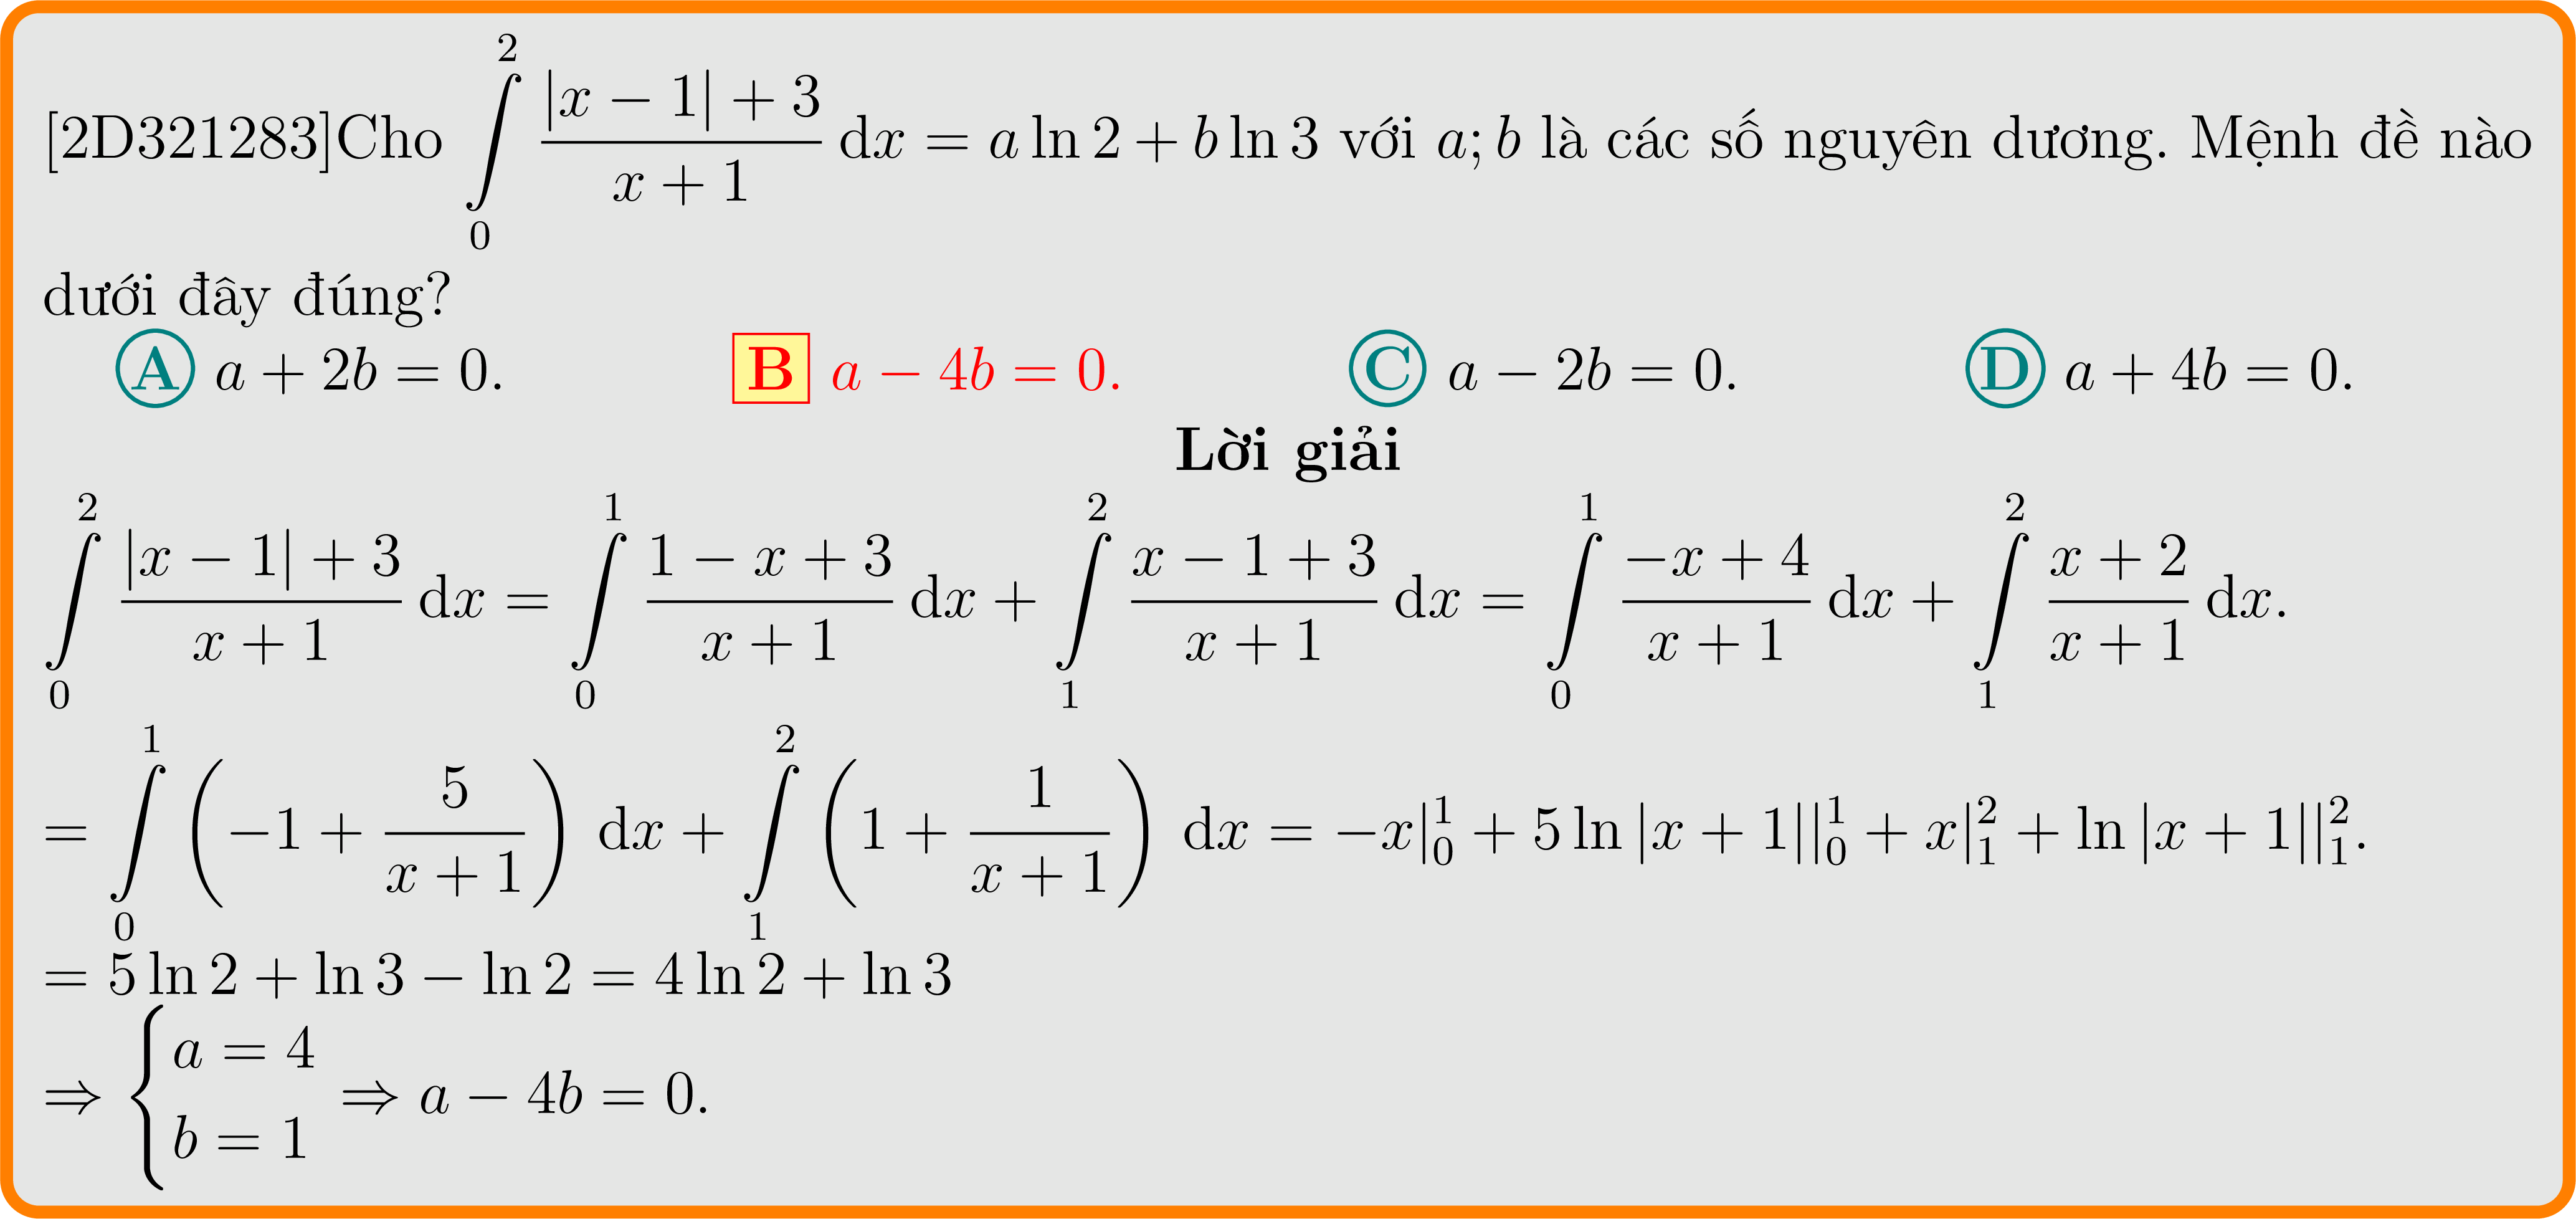 [2D321283]Cho $\int\limits_0^2 \frac{|x-1|+3}{x+1}\,\mathrm{d}x = a\ln 2 + b\ln 3$ với $a; b$ là các số nguyên dương. Mệnh đề nào
dưới đây đúng?
A $a + 2b = 0.$ B $a - 4b = 0.$ C $a - 2b = 0.$ D $a + 4b = 0.$
Lời giải
$\int\limits_0^2 \frac{|x-1|+3}{x+1}\,\mathrm{d}x = \int\limits_0^1 \frac{1-x+3}{x+1}\,\mathrm{d}x + \int\limits_1^2 \frac{x-1+3}{x+1}\,\mathrm{d}x = \int\limits_0^1 \frac{-x+4}{x+1}\,\mathrm{d}x + \int\limits_1^2 \frac{x+2}{x+1}\,\mathrm{d}x.$
$= \int\limits_0^1 \left(-1 + \frac{5}{x+1}\right)\,\mathrm{d}x + \int\limits_1^2 \left(1 + \frac{1}{x+1}\right)\,\mathrm{d}x = -x|_0^1 + 5\ln|x+1||_0^1 + x|_1^2 + \ln|x+1||_1^2.$
$= 5\ln 2 + \ln 3 - \ln 2 = 4\ln 2 + \ln 3$
$\Rightarrow \begin{cases} a = 4 \\ b = 1 \end{cases} \Rightarrow a - 4b = 0.$